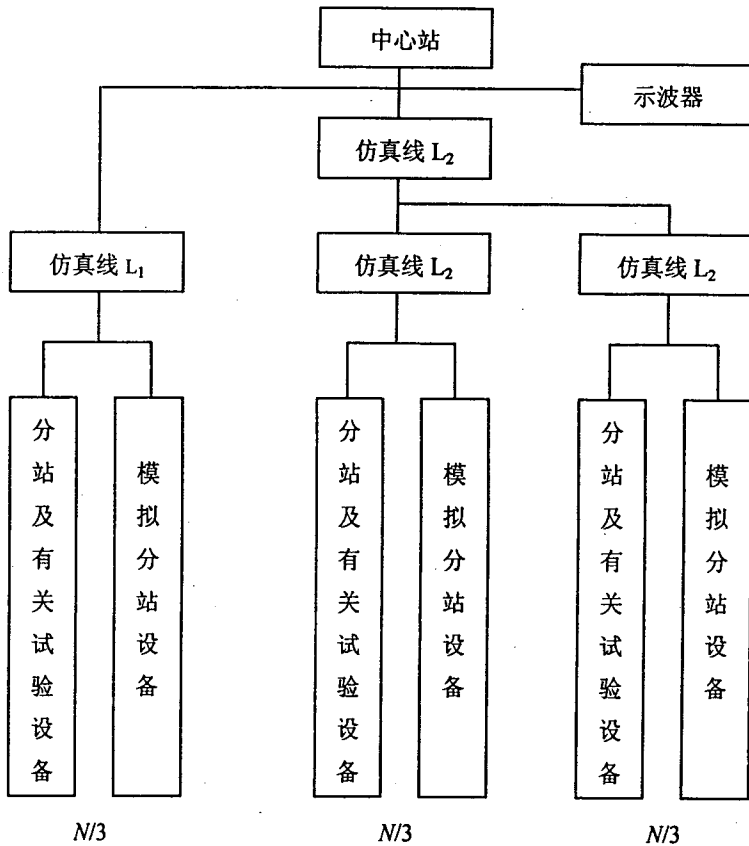 中心站
示波器
仿真线 L₂
仿真线 L₁
仿真线 L₂
仿真线 L₂
分站及有关试验设备
模拟分站设备
分站及有关试验设备
模拟分站设备
分站及有关试验设备
模拟分站设备
N/3
N/3
N/3